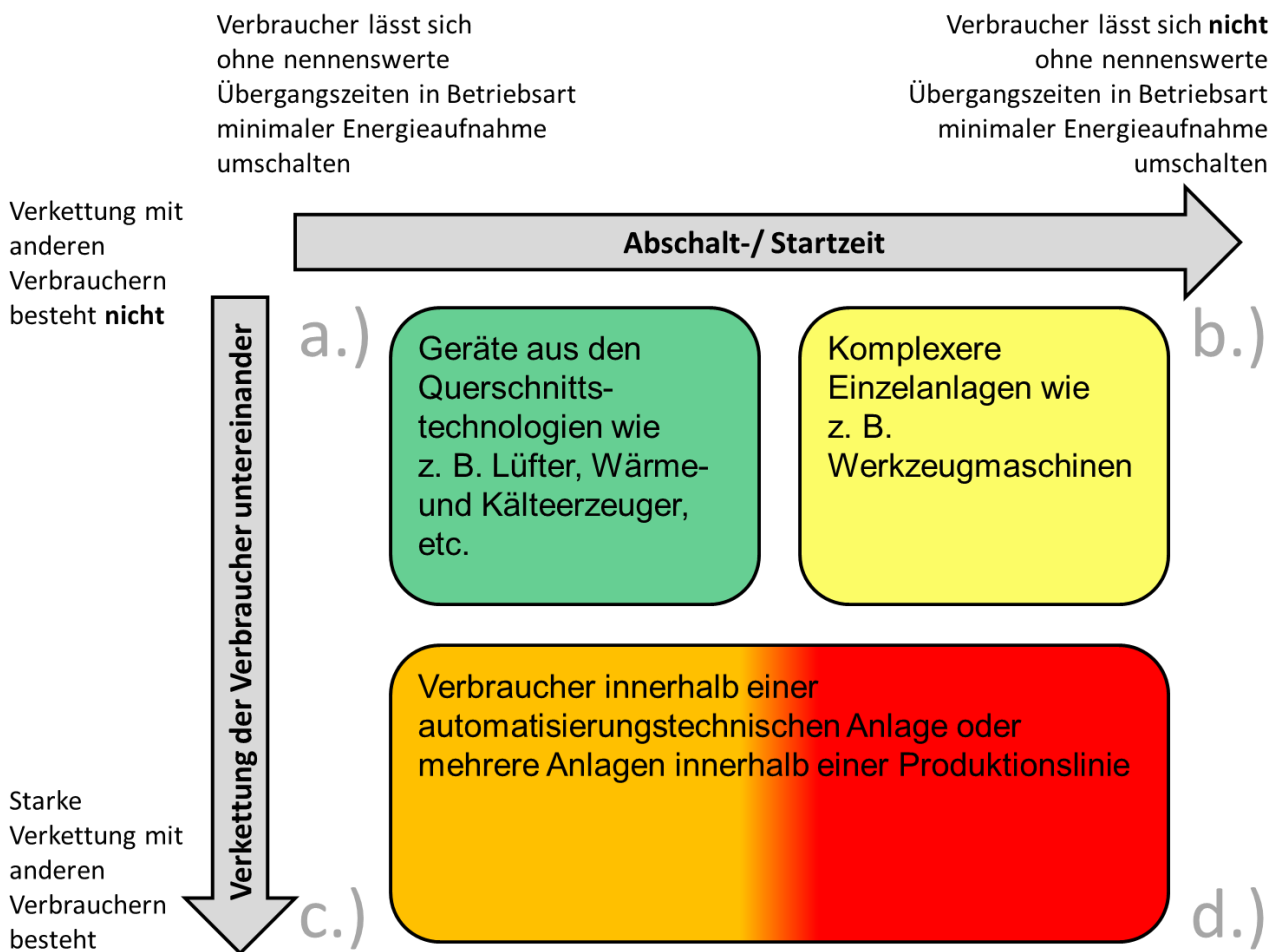 Verbraucher lässt sich
ohne nennenswerte
Übergangszeiten in Betriebsart
minimaler Energieaufnahme
umschalten
Verbraucher lässt sich nicht
ohne nennenswerte
Übergangszeiten in Betriebsart
minimaler Energieaufnahme
umschalten
Verkettung mit
anderen
Verbrauchern
besteht nicht
Abschalt-/ Startzeit
Verkettung der Verbraucher untereinander
a.)
Geräte aus den
Querschnitts-
technologien wie
z. B. Lüfter, Wärme-
und Kälteerzeuger,
etc.
Komplexere
Einzelanlagen wie
z. B.
Werkzeugmaschinen
b.)
Verbraucher innerhalb einer
automatisierungstechnischen Anlage oder
mehrere Anlagen innerhalb einer Produktionslinie
Starke
Verkettung mit
anderen
Verbrauchern
besteht
c.)
d.)